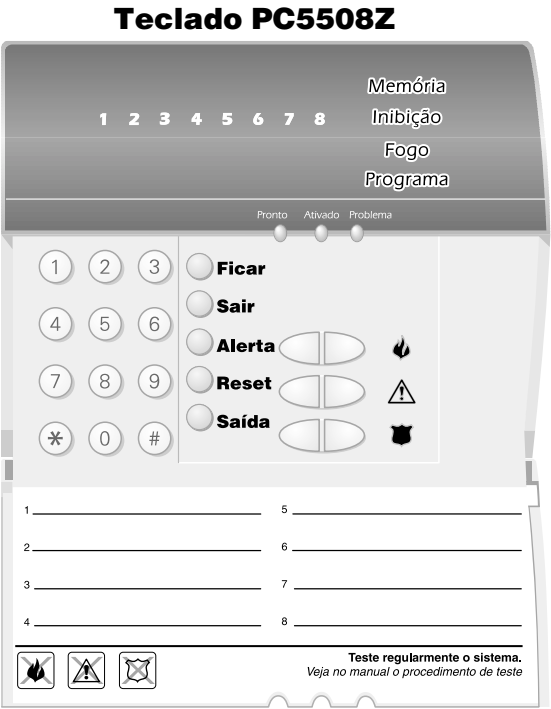 Teclado PC5508Z
Memória
1 2 3 4 5 6 7 8 Inibição
Fogo
Programa
Pronto Ativado Problema
1 2 3 Ficar
Sair
4 5 6 Alerta
7 8 9 Reset
* 0 # Saída
1 5
2 6
3 7
4 8
Teste regularmente o sistema.
Veja no manual o procedimento de teste